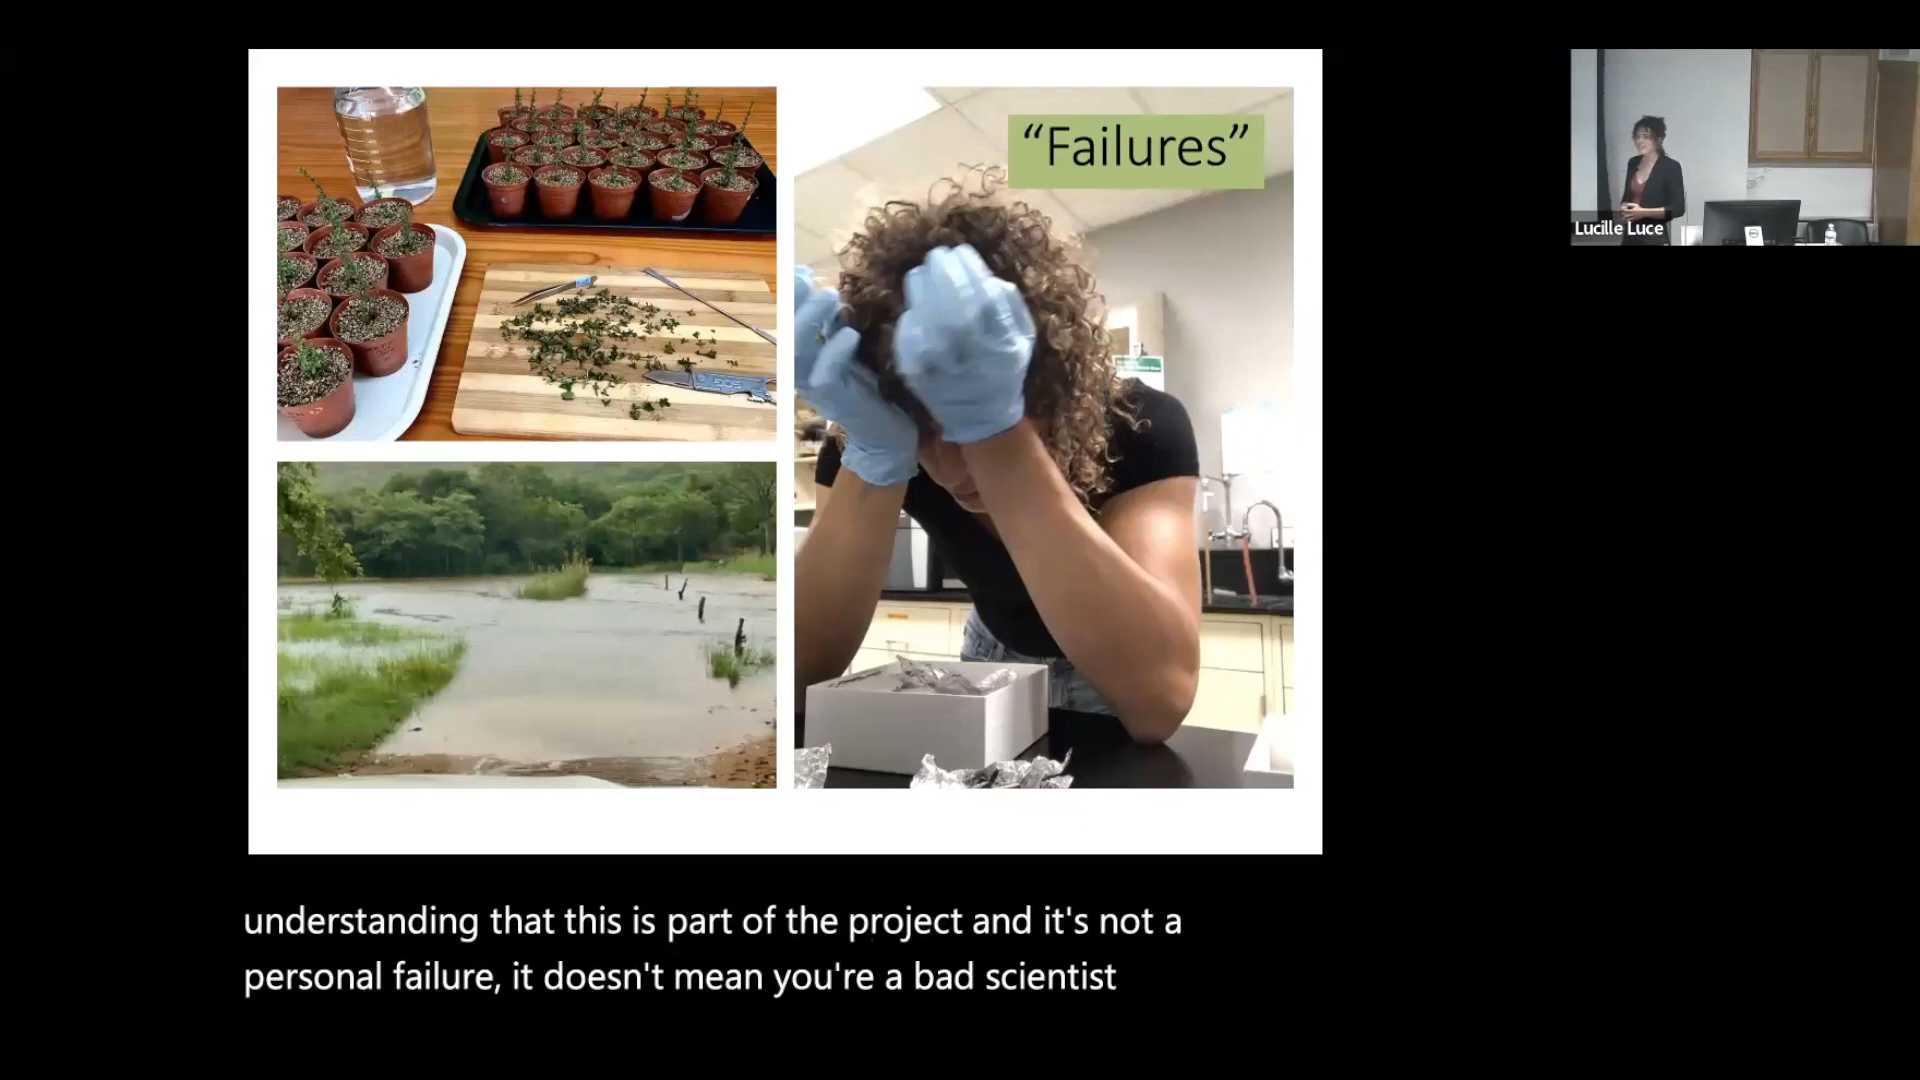 “Failures”
Lucille Luce
understanding that this is part of the project and it's not a
personal failure, it doesn't mean you're a bad scientist